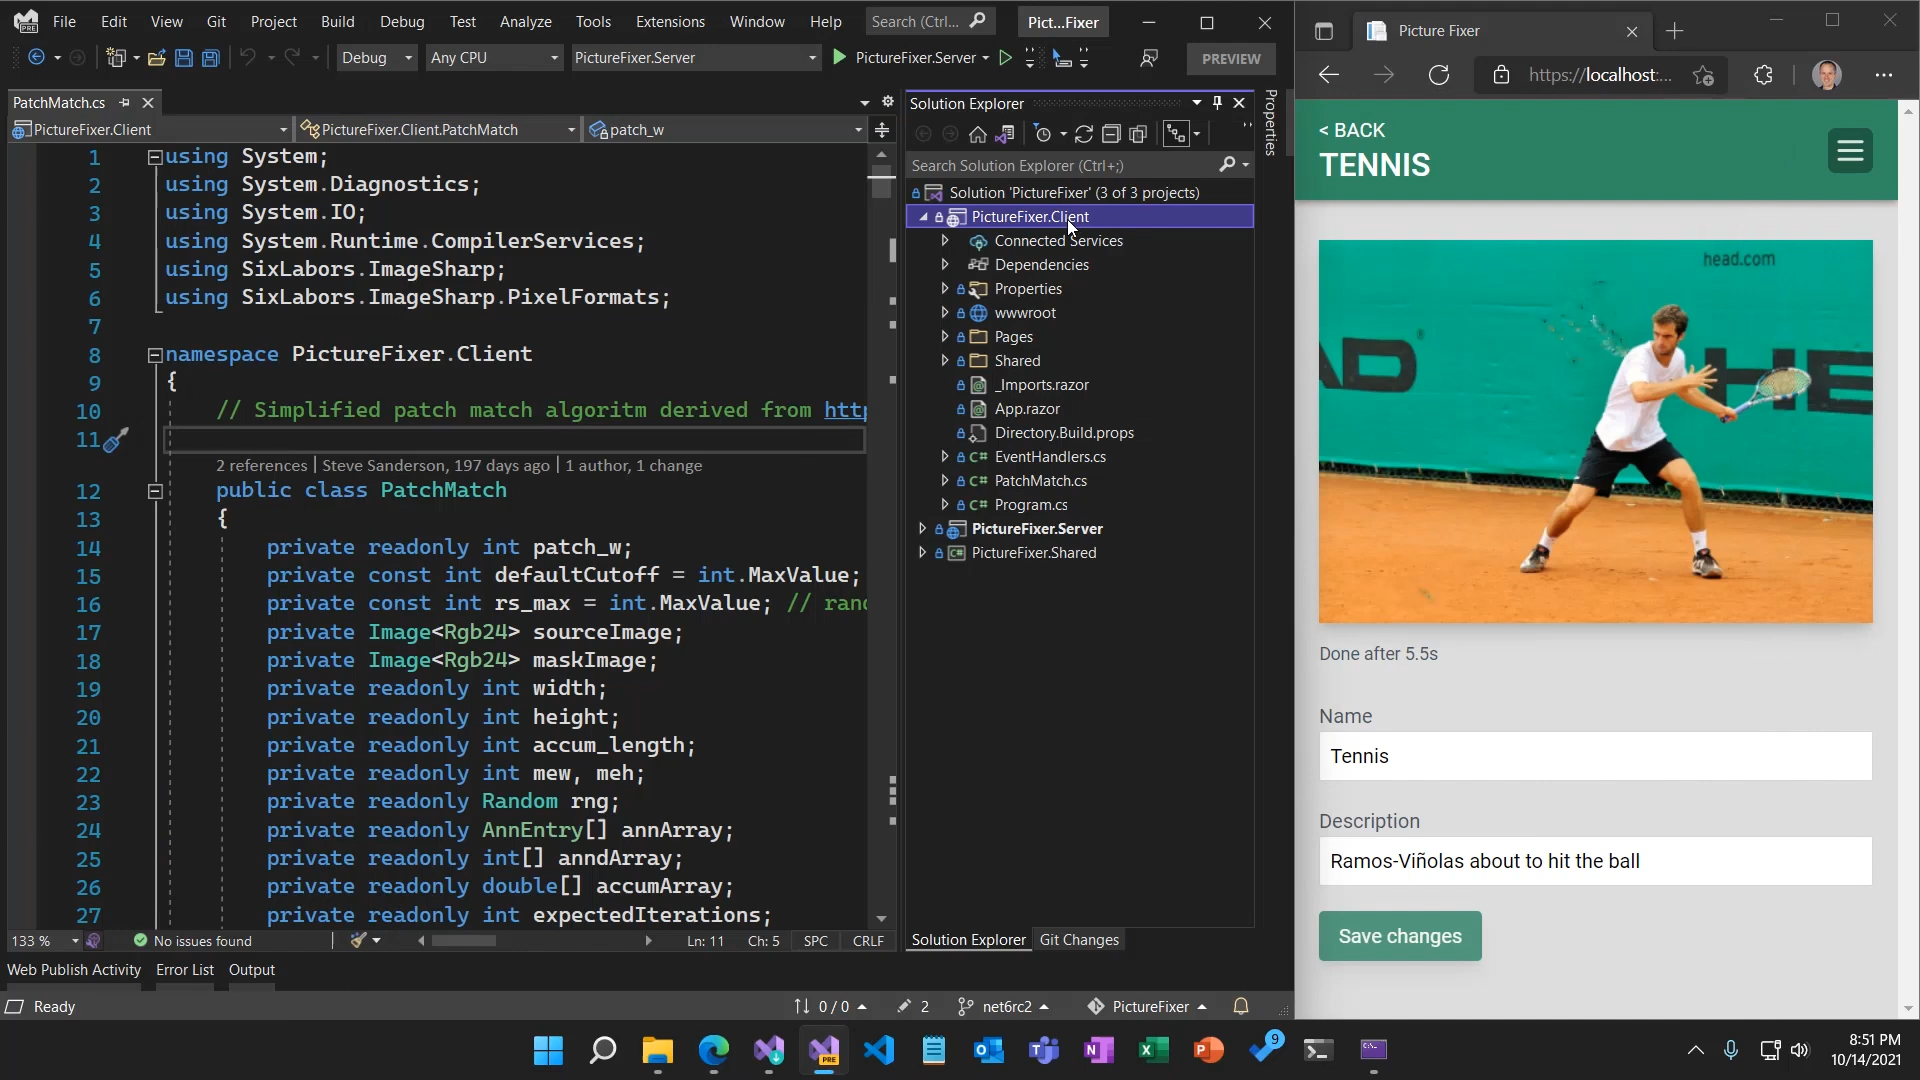 File Edit View Git Project Build Debug Test Analyze Tools Extensions Window Help Search (Ctrl... Pict...Fixer
Debug Any CPU PictureFixer.Server PictureFixer.Server PREVIEW
PatchMatch.cs
PictureFixer.Client PictureFixer.Client.PatchMatch patch_w
1 using System;
2 using System.Diagnostics;
3 using System.IO;
4 using System.Runtime.CompilerServices;
5 using SixLabors.ImageSharp;
6 using SixLabors.ImageSharp.PixelFormats;
7
8 namespace PictureFixer.Client
9 {
10 // Simplified patch match algoritm derived from http
11
2 references | Steve Sanderson, 197 days ago | 1 author, 1 change
12 public class PatchMatch
13 {
14 private readonly int patch_w;
15 private const int defaultCutoff = int.MaxValue;
16 private const int rs_max = int.MaxValue; // rand
17 private Image<Rgb24> sourceImage;
18 private Image<Rgb24> maskImage;
19 private readonly int width;
20 private readonly int height;
21 private readonly int accum_length;
22 private readonly int mew, meh;
23 private readonly Random rng;
24 private readonly AnnEntry[] annArray;
25 private readonly int[] anndArray;
26 private readonly double[] accumArray;
27 private readonly int expectedIterations;
133 % No issues found Ln: 11 Ch: 5 SPC CRLF
Web Publish Activity Error List Output
Ready 0 / 0 2 net6rc2 PictureFixer
Solution Explorer
Properties
Search Solution Explorer (Ctrl+;)
Solution 'PictureFixer' (3 of 3 projects)
PictureFixer.Client
Connected Services
Dependencies
Properties
wwwroot
Pages
Shared
_Imports.razor
App.razor
Directory.Build.props
C# EventHandlers.cs
C# PatchMatch.cs
C# Program.cs
PictureFixer.Server
C# PictureFixer.Shared
Solution Explorer Git Changes
Picture Fixer
https://localhost:...
< BACK
TENNIS
head.com
AD HE
Done after 5.5s
Name
Tennis
Description
Ramos-Viñolas about to hit the ball
Save changes
PRE
9
8:51 PM
10/14/2021